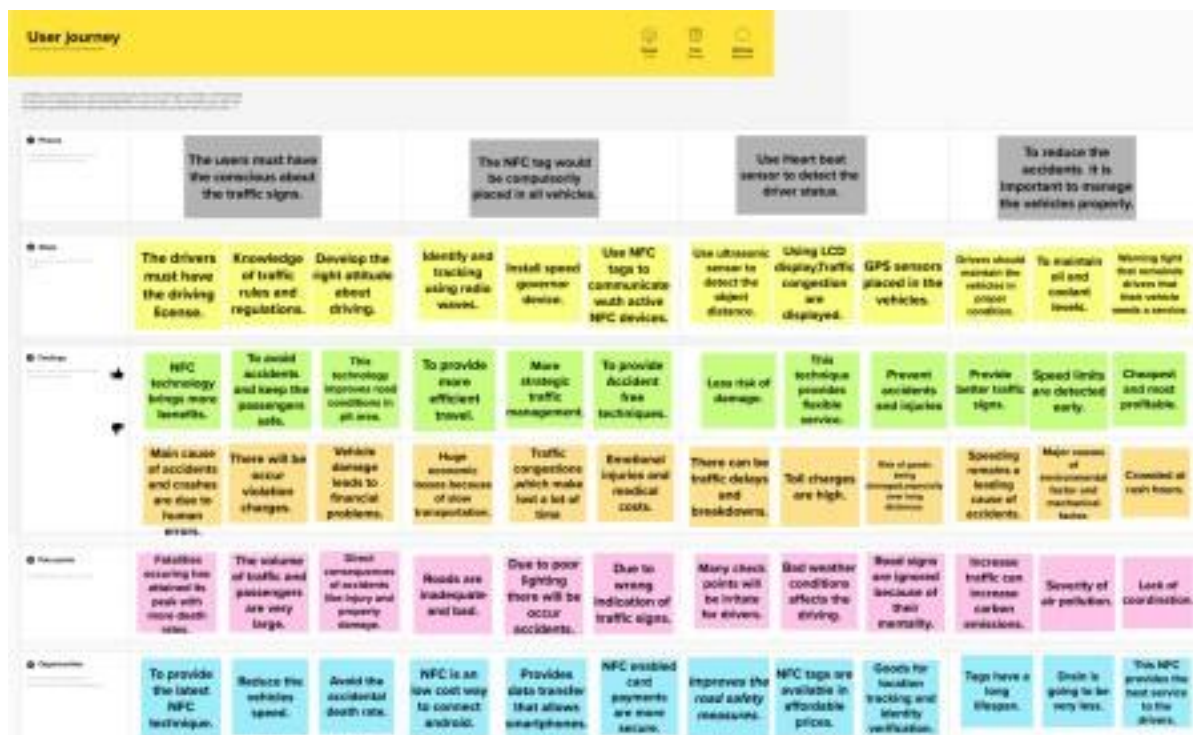 User journey
The users must have
the conscious about
the traffic signs.
The NFC tag would
be compulsorily
placed in all vehicles.
Use Heart beat
sensor to detect the
driver status.
To reduce the
accidents it is
important to manage
the vehicles properly.
The drivers
must have
the driving
license.
Knowledge
of traffic
rules and
regulations.
Develop the
right attitude
about
driving.
Identify and
tracking
using radio
waves.
Install speed
governor
device.
Use NFC
tags to
communicate
wuth active
NFC devices.
Use ultrasonic
sensor to
detect the
object
distance.
Using LCD
display,Traffic
congestion
are
displayed.
GPS sensors
placed in the
vehicles.
Drivers should
maintain the
vehicles in
proper
condition.
To maintain
oil and
coolant
levels.
Warning light
that reminds
drivers that
their vehicle
needs a service
Feelings
NFC
technology
brings more
benefits.
To avoid
accidents
and keep the
passengers
safe.
This
technology
improves road
conditions in
all area.
To provide
more
efficient
travel.
More
strategic
traffic
management.
To provide
Accident
free
techniques.
Less risk of
damage.
This
technique
provides
flexible
service.
Prevent
accidents
and injuries
Provide
better traffic
signs.
Speed limits
are detected
early.
Cheapest
and most
profitable.
Main cause
of accidents
and crashes
are due to
human
errors.
There will be
occur
violation
charges.
Vehicle
damage
leads to
financial
problems.
Huge
economic
losses because
of slow
transportation.
Traffic
congestions
which make
lost a lot of
time
Emotional
injuries and
medical
costs.
There can be
traffic delays
and
breakdowns.
Toll charges
are high.
Risk of goods
being
damaged especially
over long
distances
Speeding
remains a
leading
cause of
accidents.
Major causes
of
environmental
factor and
mechanical
factor.
Crowded at
rush hours.
Fatalities
occuring has
attained its
peak with
more death
rates.
The volume
of traffic and
passengers
are very
large.
Direct
consequences
of accidents
like injury and
property
damage.
Roads are
inadequate
and bad.
Due to poor
lighting
there will be
occur
accidents.
Due to
wrong
indication of
traffic signs.
Many check
points will
be irritate
for drivers.
Bad weather
conditions
affects the
driving.
Road signs
are ignored
because of
their
mentality.
Increase
traffic can
increase
carbon
emissions.
Severity of
air pollution.
Lack of
coordination.
Opportunities
To provide
the latest
NFC
technique.
Reduce the
vehicles
speed.
Avoid the
accidental
death rate.
NFC is an
low cost way
to connect
android.
Provides
data transfer
that allows
smartphones.
NFC enabled
card
payments
are more
secure.
Improves the
road safety
measures.
NFC tags are
available in
affordable
prices.
Goods for
location
tracking and
identity
verification.
Tags have a
long
lifespan.
Drain is
going to be
very less.
This NFC
provides the
best service
to the
drivers.